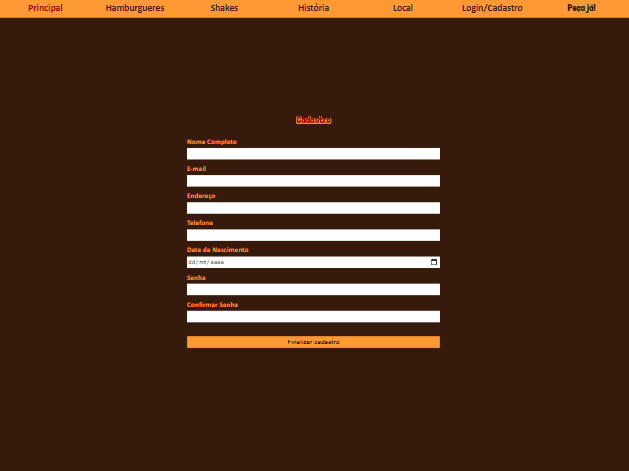 Principal Hamburgueres Shakes História Local Login/Cadastro Peça já!
Cadastro
Nome Completo
E-mail
Endereço
Telefone
Data de Nascimento
dd/mm/aaaa
Senha
Confirmar Senha
Finalizar cadastro